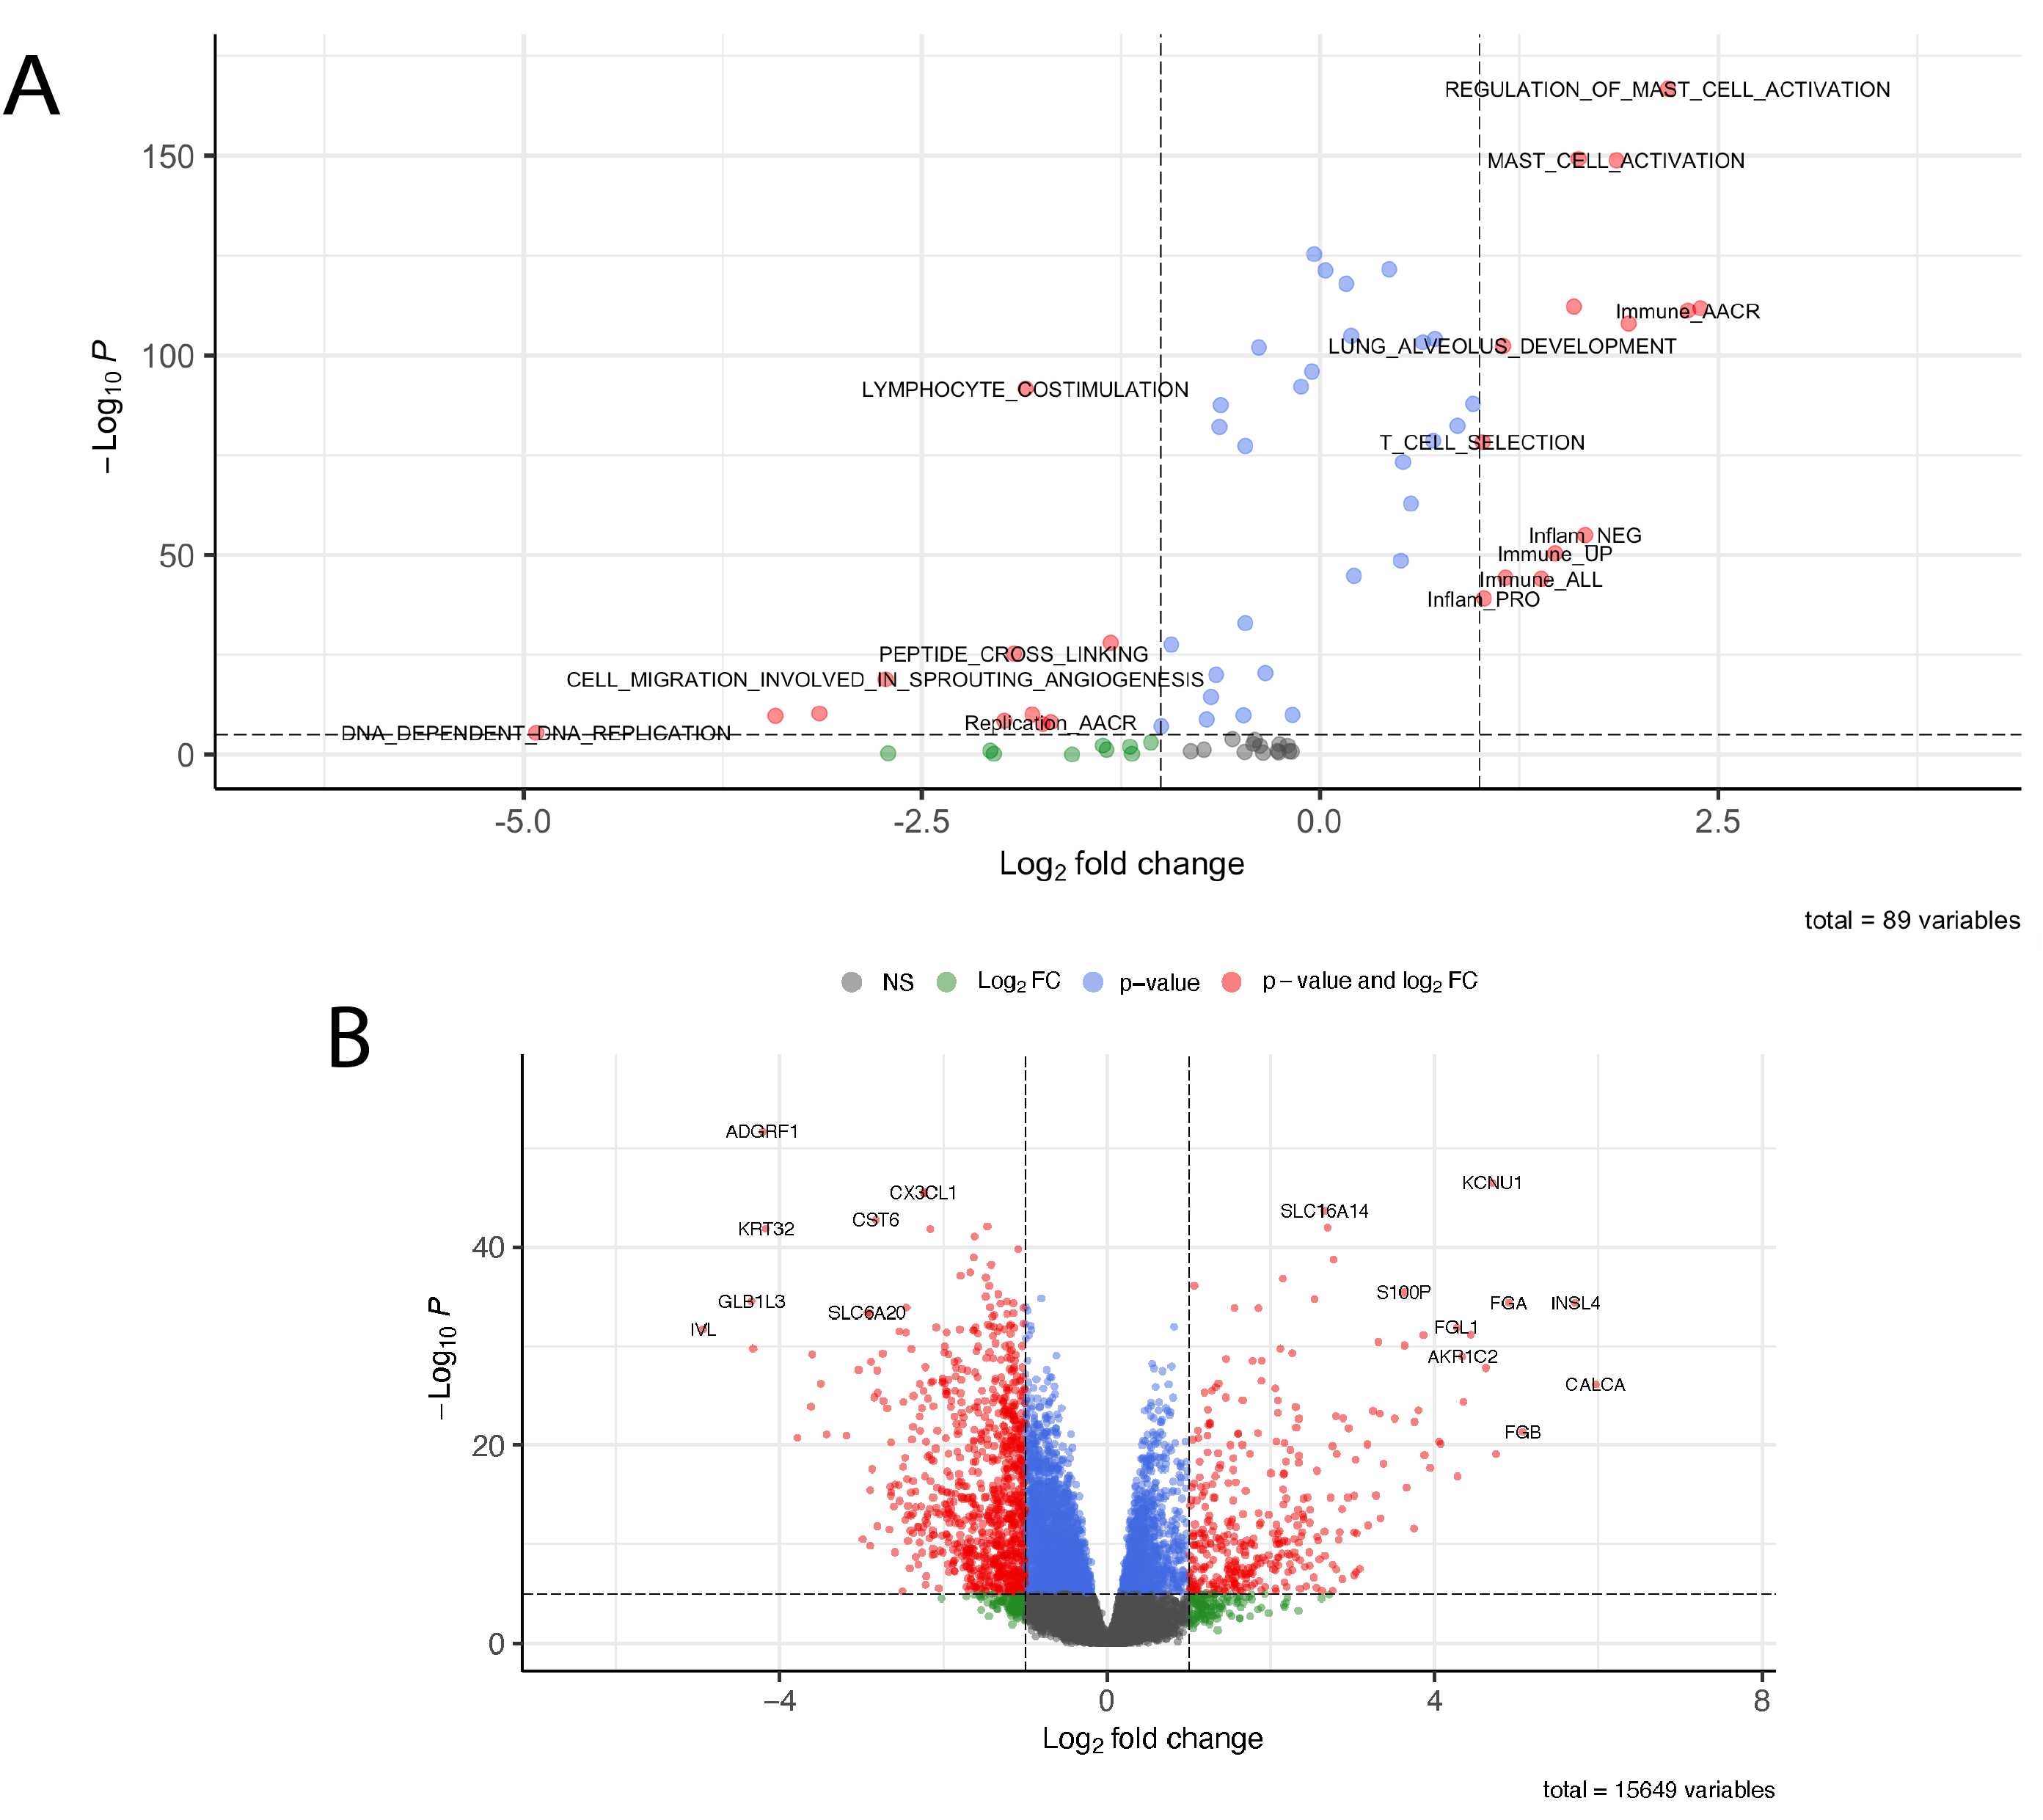 A
REGULATION_OF_MAST_CELL_ACTIVATION
150
MAST_CELL_ACTIVATION
Immune_AACR
100
LUNG_ALVEOLUS_DEVELOPMENT
LYMPHOCYTE_COSTIMULATION
−Log10 P
T_CELL_SELECTION
50
Inflam_NEG
Immune_UP
Immune_ALL
Inflam_PRO
PEPTIDE_CROSS_LINKING
CELL_MIGRATION_INVOLVED_IN_SPROUTING_ANGIOGENESIS
Replication_AACR
DNA_DEPENDENT_DNA_REPLICATION
0
-5.0 -2.5 0.0 2.5
Log2 fold change
total = 89 variables
NS Log2 FC p−value p − value and log2 FC
B
ADGRF1
KCNU1
CX3CL1
SLC16A14
CST6
KRT32
40
S100P
GLB1L3
FGA INSL4
SLC6A20
IVL
FGL1
AKR1C2
−Log10 P
CALCA
FGB
20
0
−4 0 4 8
Log2 fold change
total = 15649 variables